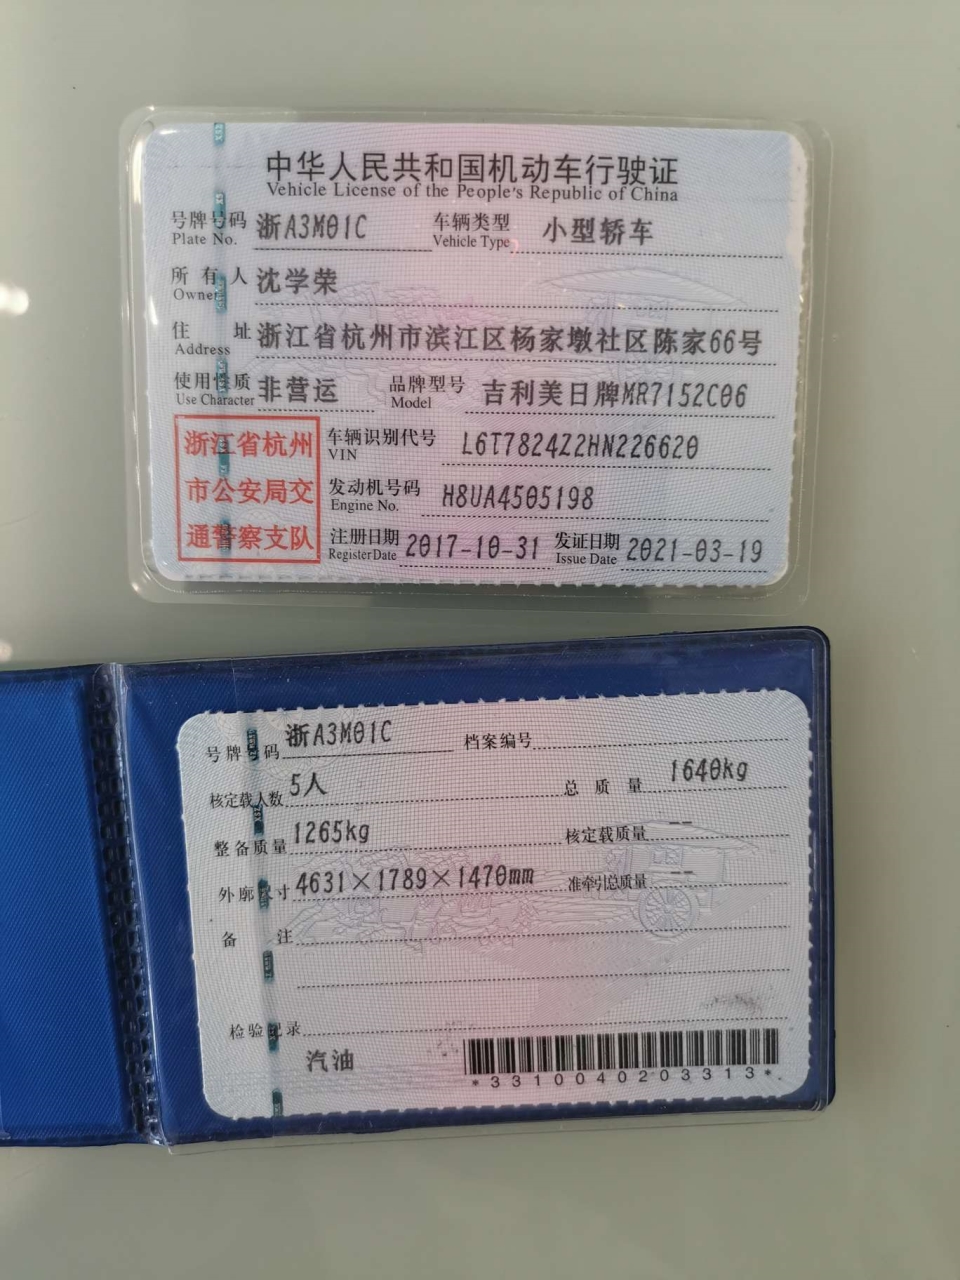 中华人民共和国机动车行驶证
Vehicle License of the People's Republic of China
号牌号码 浙A3M01C 车辆类型 小型轿车
Plate No. Vehicle Type
所有人 沈学荣
Owner
住址 浙江省杭州市滨江区杨家墩社区陈家66号
Address
使用性质 非营运 品牌型号 吉利美日牌MR7152C06
Use Character Model
浙江省杭州
市公安局交
通警察支队
车辆识别代号 L6T7824Z2HN226620
VIN
发动机号码 H8UA4505198
Engine No.
注册日期 2017-10-31 发证日期 2021-03-19
Register Date Issue Date
号牌号码 浙A3M01C 档案编号
核定载人数 5人 总质量 1640kg
整备质量 1265kg 核定载质量 --
外廓尺寸 4631×1789×1470mm 准牵引总质量 --
备注
检验记录
汽油
*3310040203313*